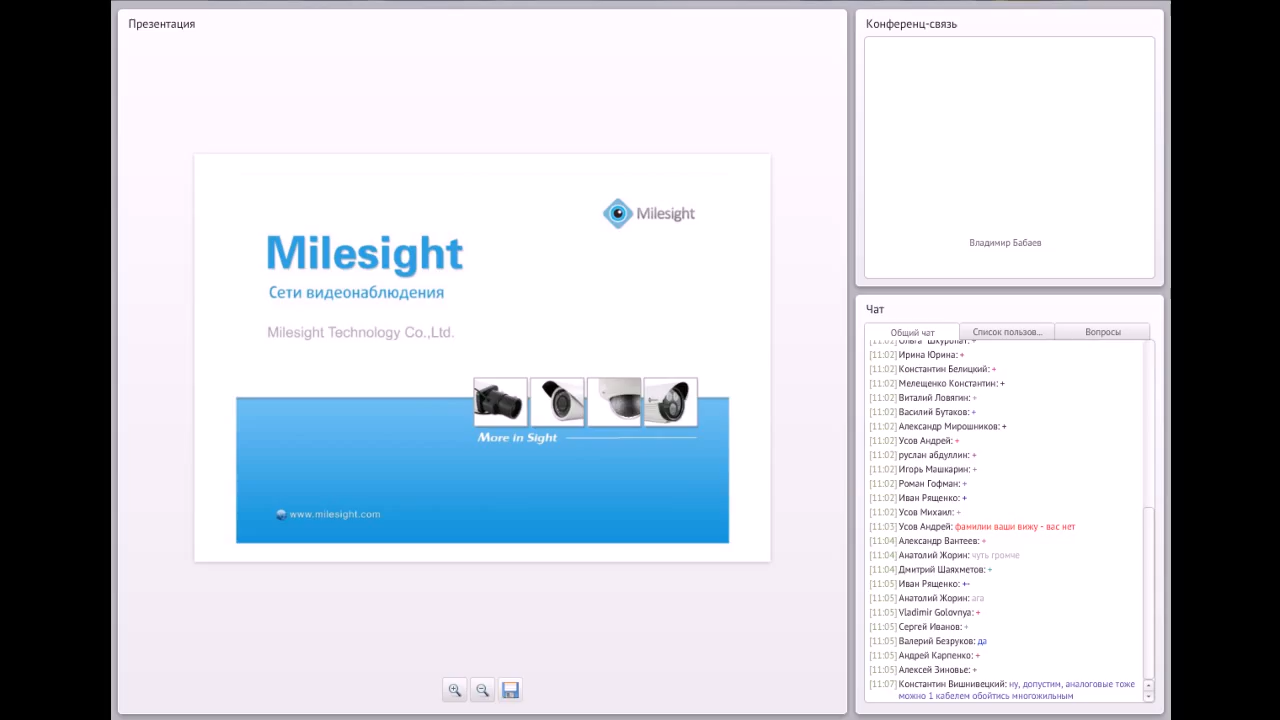 Презентация
Milesight
Milesight
Сети видеонаблюдения
Milesight Technology Co.,Ltd.
More in Sight
www.milesight.com
Конференц-связь
Владимир Бабаев
Чат
Общий чат
Список пользов...
Вопросы
[11:02] Ирина Юрина: +
[11:02] Константин Белицкий: +
[11:02] Мелещенко Константин: +
[11:02] Виталий Ловягин: +
[11:02] Василий Бутаков: +
[11:02] Александр Мирошников: +
[11:02] Усов Андрей: +
[11:02] руслан абдуллин: +
[11:02] Игорь Машкарин: +
[11:02] Роман Гофман: +
[11:02] Иван Рященко: +
[11:02] Усов Михаил: +
[11:03] Усов Андрей: фамилии ваши вижу - вас нет
[11:04] Александр Вантеев: +
[11:04] Анатолий Жорин: чуть громче
[11:04] Дмитрий Шаяхметов: +
[11:05] Иван Рященко: +-
[11:05] Анатолий Жорин: ага
[11:05] Vladimir Golovnya: +
[11:05] Сергей Иванов: +
[11:05] Валерий Безруков: да
[11:05] Андрей Карпенко: +
[11:05] Алексей Зиновье: +
[11:07] Константин Вишнивецкий: ну, допустим, аналоговые тоже
можно 1 кабелем обойтись многожильным